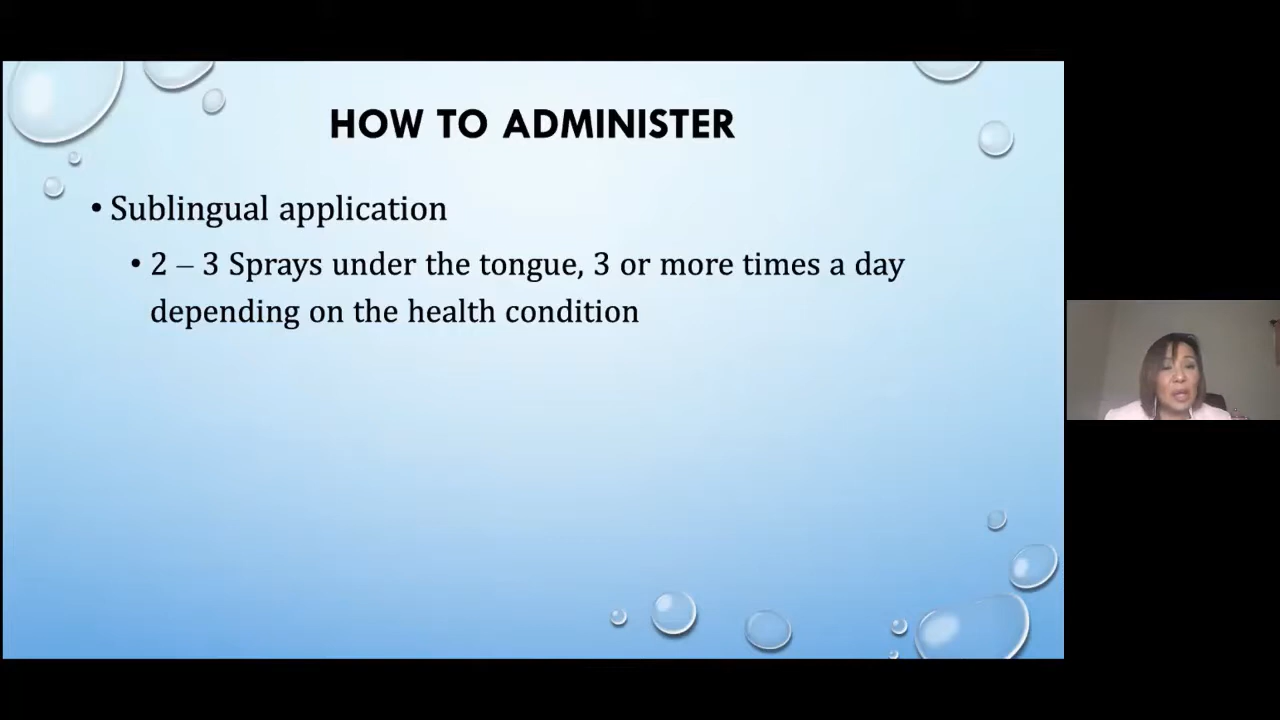 HOW TO ADMINISTER
• Sublingual application
• 2 – 3 Sprays under the tongue, 3 or more times a day
depending on the health condition